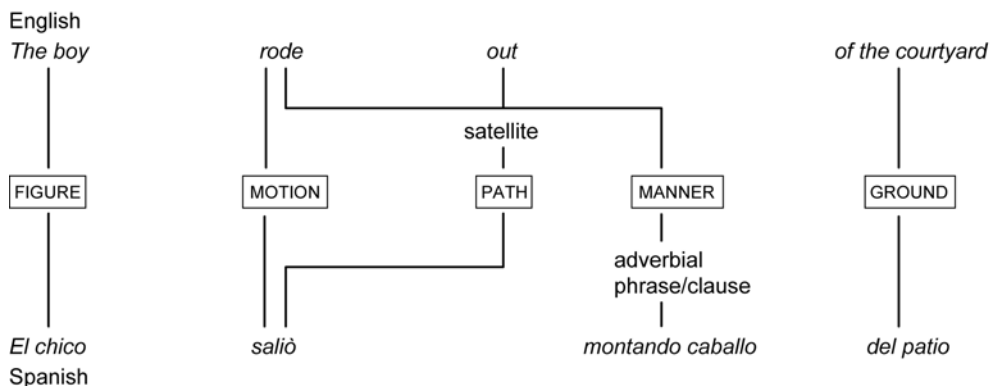 English
The boy rode out of the courtyard
satellite
FIGURE MOTION PATH MANNER GROUND
adverbial
phrase/clause
El chico saliò montando caballo del patio
Spanish